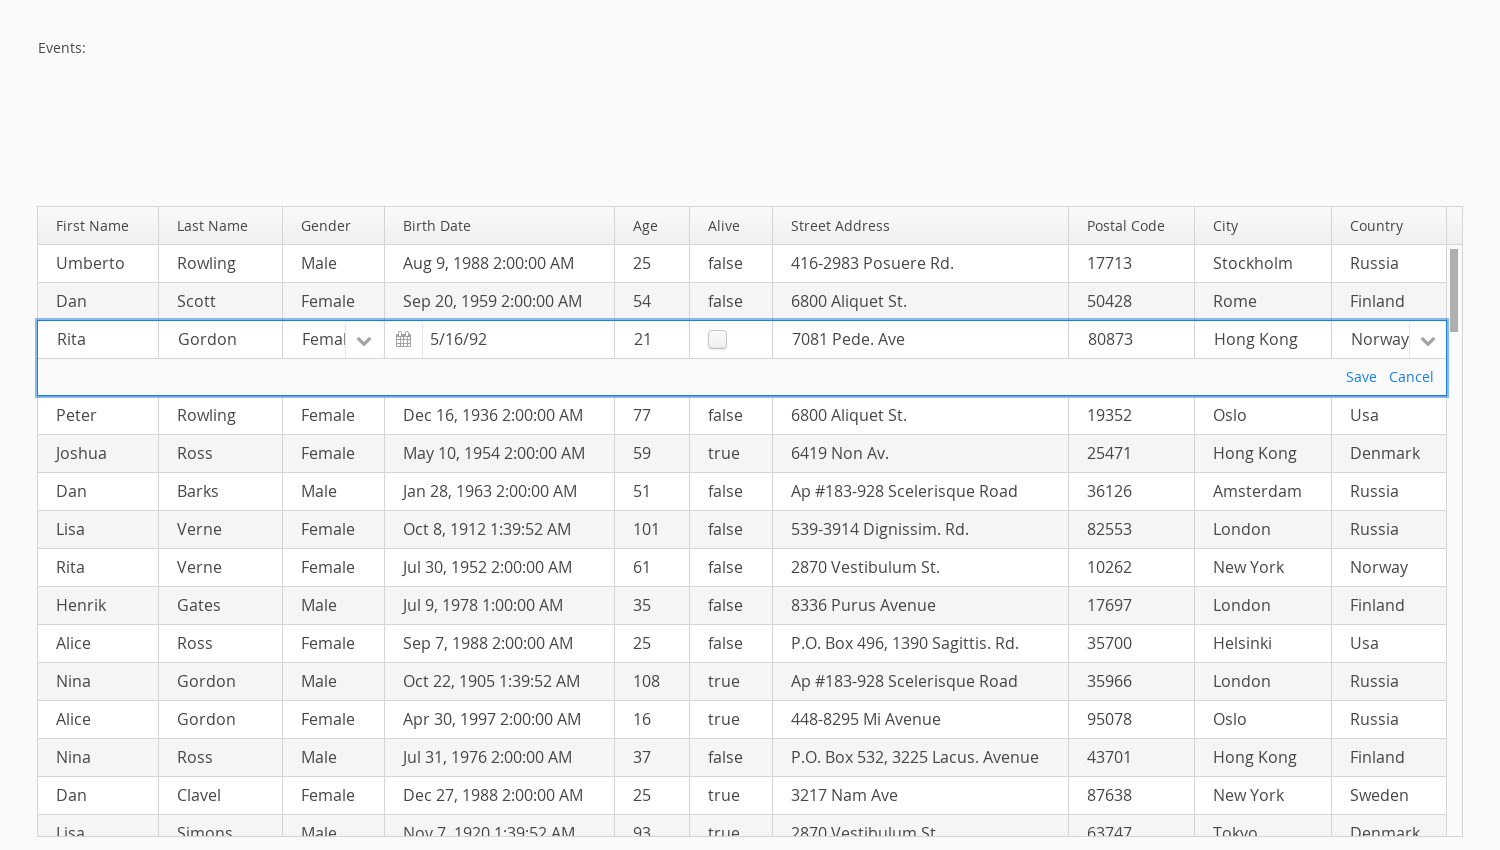 Events:
First Name Last Name Gender Birth Date Age Alive Street Address Postal Code City Country
Umberto Rowling Male Aug 9, 1988 2:00:00 AM 25 false 416-2983 Posuere Rd. 17713 Stockholm Russia
Dan Scott Female Sep 20, 1959 2:00:00 AM 54 false 6800 Aliquet St. 50428 Rome Finland
Rita Gordon Femal 5/16/92 21 7081 Pede. Ave 80873 Hong Kong Norway
Save Cancel
Peter Rowling Female Dec 16, 1936 2:00:00 AM 77 false 6800 Aliquet St. 19352 Oslo Usa
Joshua Ross Female May 10, 1954 2:00:00 AM 59 true 6419 Non Av. 25471 Hong Kong Denmark
Dan Barks Male Jan 28, 1963 2:00:00 AM 51 false Ap #183-928 Scelerisque Road 36126 Amsterdam Russia
Lisa Verne Female Oct 8, 1912 1:39:52 AM 101 false 539-3914 Dignissim. Rd. 82553 London Russia
Rita Verne Female Jul 30, 1952 2:00:00 AM 61 false 2870 Vestibulum St. 10262 New York Norway
Henrik Gates Male Jul 9, 1978 1:00:00 AM 35 false 8336 Purus Avenue 17697 London Finland
Alice Ross Female Sep 7, 1988 2:00:00 AM 25 false P.O. Box 496, 1390 Sagittis. Rd. 35700 Helsinki Usa
Nina Gordon Male Oct 22, 1905 1:39:52 AM 108 true Ap #183-928 Scelerisque Road 35966 London Russia
Alice Gordon Female Apr 30, 1997 2:00:00 AM 16 true 448-8295 Mi Avenue 95078 Oslo Russia
Nina Ross Male Jul 31, 1976 2:00:00 AM 37 false P.O. Box 532, 3225 Lacus. Avenue 43701 Hong Kong Finland
Dan Clavel Female Dec 27, 1988 2:00:00 AM 25 true 3217 Nam Ave 87638 New York Sweden
Lisa Simons Male Nov 7, 1920 1:39:52 AM 93 true 2870 Vestibulum St. 63747 Tokyo Denmark